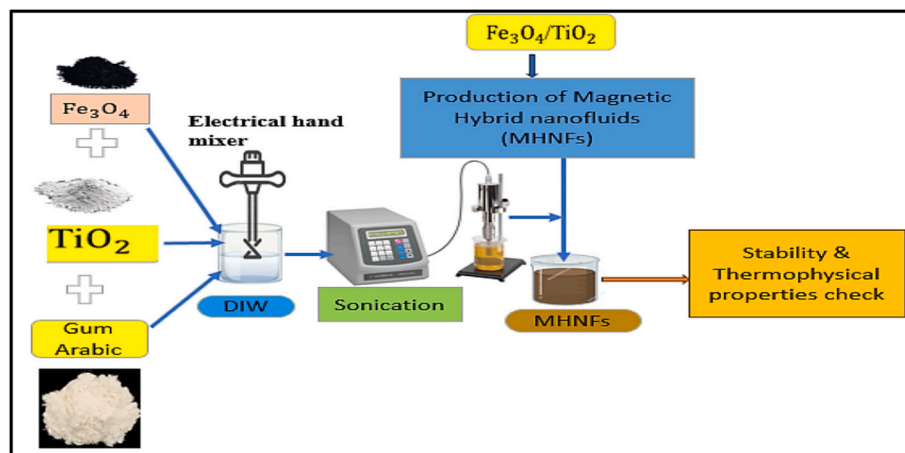 Fe₃O₄/TiO₂
Production of Magnetic
Hybrid nanofluids
(MHNFs)
Fe₃O₄
Electrical hand
mixer
TiO₂
Gum
Arabic
DIW
Sonication
MHNFs
Stability &
Thermophysical
properties check